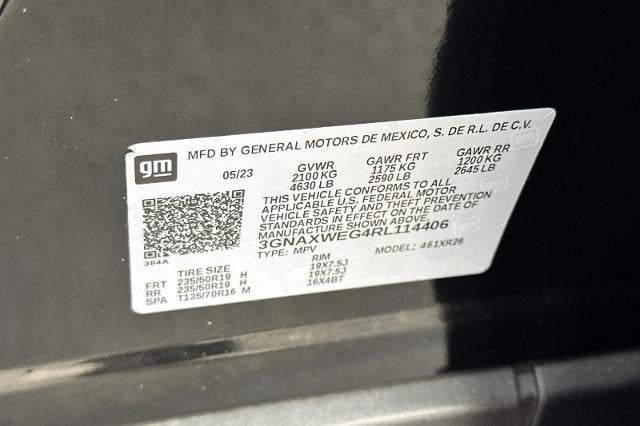 gm MFD BY GENERAL MOTORS DE MEXICO, S. DE R.L. DE C.V.
05/23 GVWR GAWR FRT GAWR RR
2100 KG 1175 KG 1200 KG
4630 LB 2590 LB 2645 LB
THIS VEHICLE CONFORMS TO ALL
APPLICABLE U.S. FEDERAL MOTOR
VEHICLE SAFETY AND THEFT PREVENTION
STANDARDS IN EFFECT ON THE DATE OF
MANUFACTURE SHOWN ABOVE.
3GNAXWEG4RL114406
TYPE: MPV MODEL: 461XR26
384A
TIRE SIZE RIM
FRT 235/50R19 H 19X7.5J
RR 235/50R19 H 19X7.5J
SPA T135/70R16 M 16X4BT